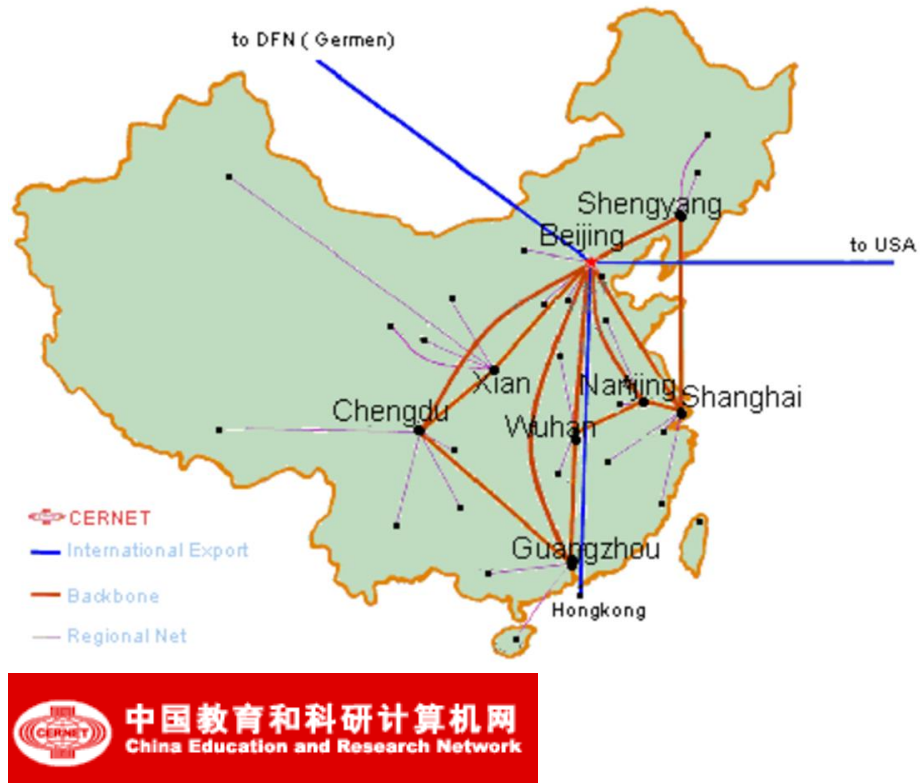 to DFN ( Germen)
Shengyang
Beijing
to USA
Xian
Nanjing
Shanghai
Chengdu
Wuhan
CERNET
International Export
Guangzhou
Backbone
Hongkong
Regional Net
CERNET
中国教育和科研计算机网
China Education and Research Network